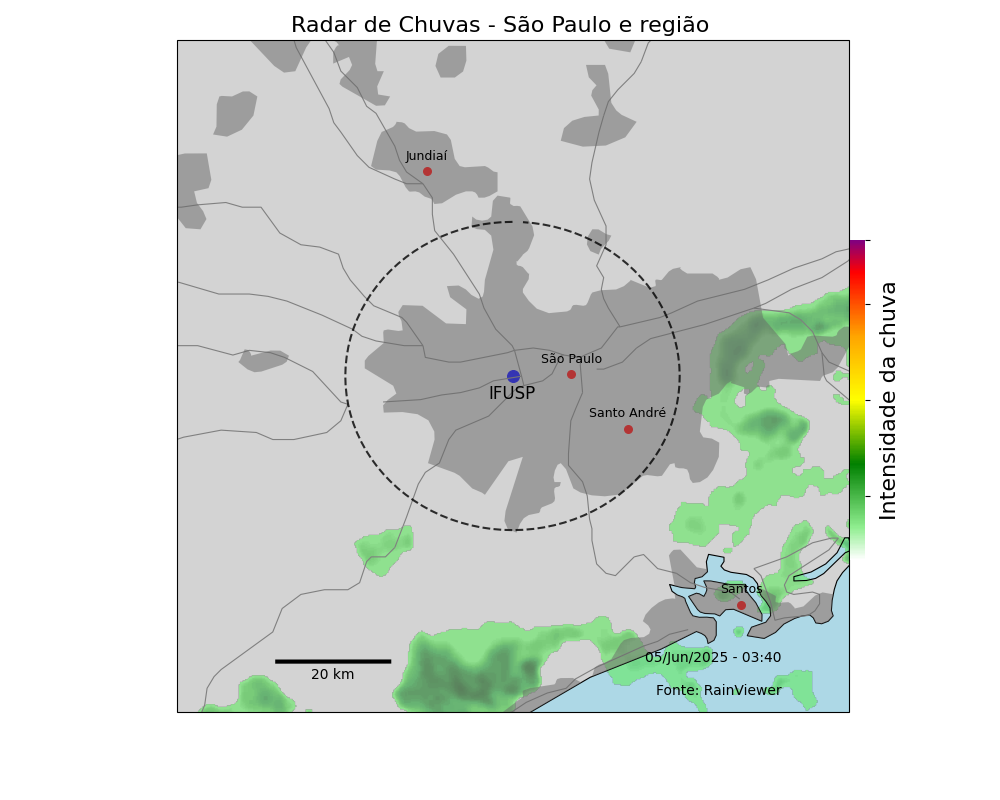 Radar de Chuvas - São Paulo e região
Jundiaí
São Paulo
IFUSP
Santo André
Santos
05/Jun/2025 - 03:40
20 km
Fonte: RainViewer
Intensidade da chuva